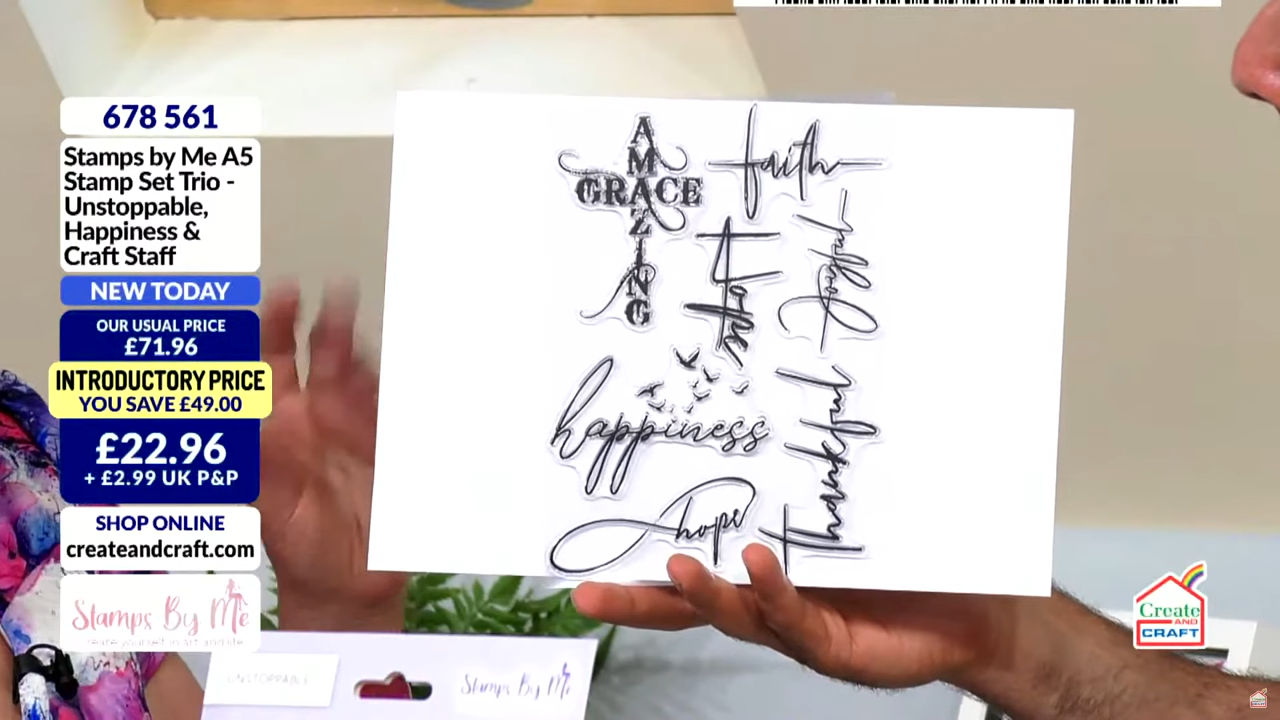 678 561
Stamps by Me A5
Stamp Set Trio -
Unstoppable,
Happiness &
Craft Staff
NEW TODAY
OUR USUAL PRICE
£71.96
INTRODUCTORY PRICE
YOU SAVE £49.00
£22.96
+ £2.99 UK P&P
SHOP ONLINE
createandcraft.com
Stamps By Me
AMAZING
GRACE
faith
Joyful
Hope
happiness
thankful
hope
UNSTOPPABLE
Stamps By Me
Create
AND
CRAFT